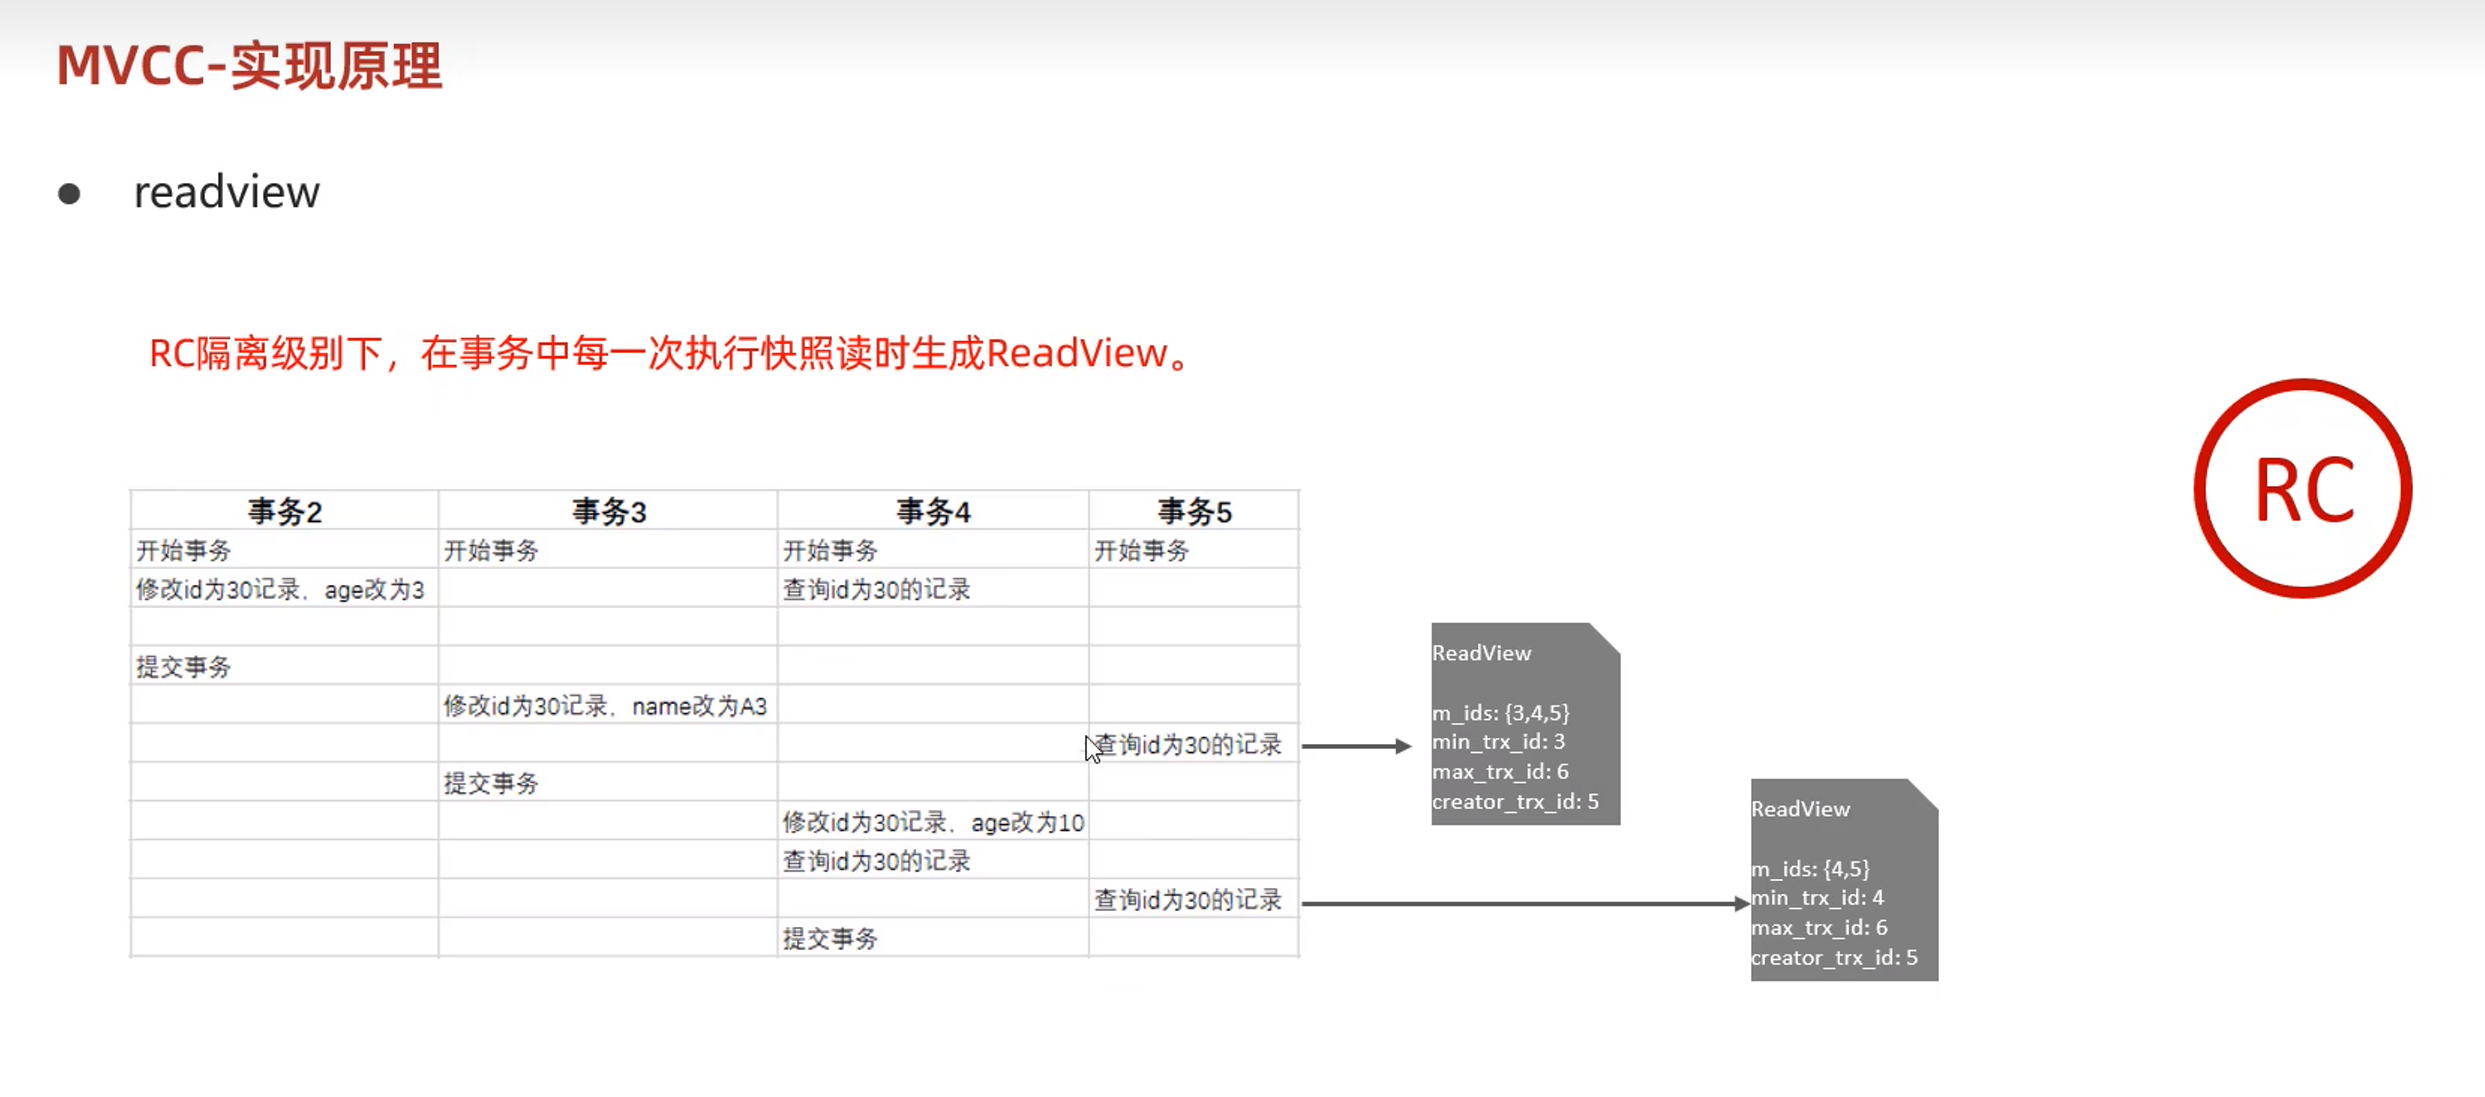 MVCC-实现原理
● readview
RC隔离级别下，在事务中每一次执行快照读时生成ReadView。
RC
事务2 事务3 事务4 事务5
开始事务 开始事务 开始事务 开始事务
修改id为30记录，age改为3 查询id为30的记录
提交事务
修改id为30记录，name改为A3
查询id为30的记录
提交事务
修改id为30记录，age改为10
查询id为30的记录
查询id为30的记录
提交事务
ReadView
m_ids: {3,4,5}
min_trx_id: 3
max_trx_id: 6
creator_trx_id: 5
ReadView
m_ids: {4,5}
min_trx_id: 4
max_trx_id: 6
creator_trx_id: 5